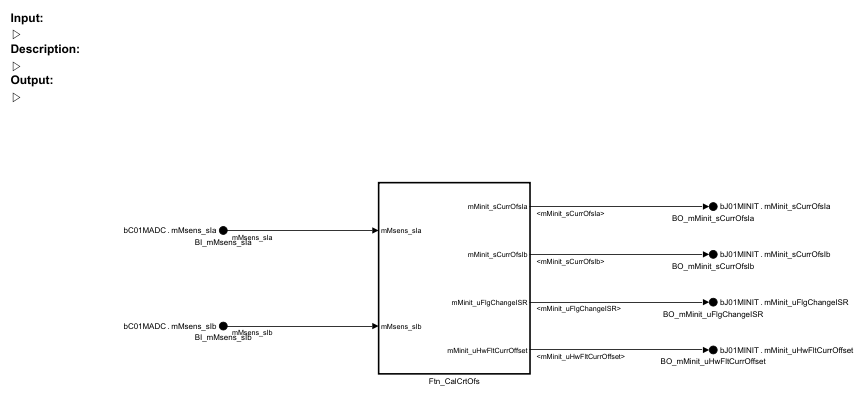 Input:
Description:
Output:
mMinit_sCurrOfsIa
bJ01MINIT . mMinit_sCurrOfsIa
<mMinit_sCurrOfsIa>
BO_mMinit_sCurrOfsIa
bC01MADC . mMsens_sIa
mMsens_sIa
mMsens_sIa
BI_mMsens_sIa
mMinit_sCurrOfsIb
bJ01MINIT . mMinit_sCurrOfsIb
<mMinit_sCurrOfsIb>
BO_mMinit_sCurrOfsIb
mMinit_uFlgChangeISR
bJ01MINIT . mMinit_uFlgChangeISR
<mMinit_uFlgChangeISR>
BO_mMinit_uFlgChangeISR
bC01MADC . mMsens_sIb
mMsens_sIb
mMsens_sIb
BI_mMsens_sIb
mMinit_uHwFltCurrOffset
bJ01MINIT . mMinit_uHwFltCurrOffset
<mMinit_uHwFltCurrOffset>
BO_mMinit_uHwFltCurrOffset
Ftn_CalCrtOfs